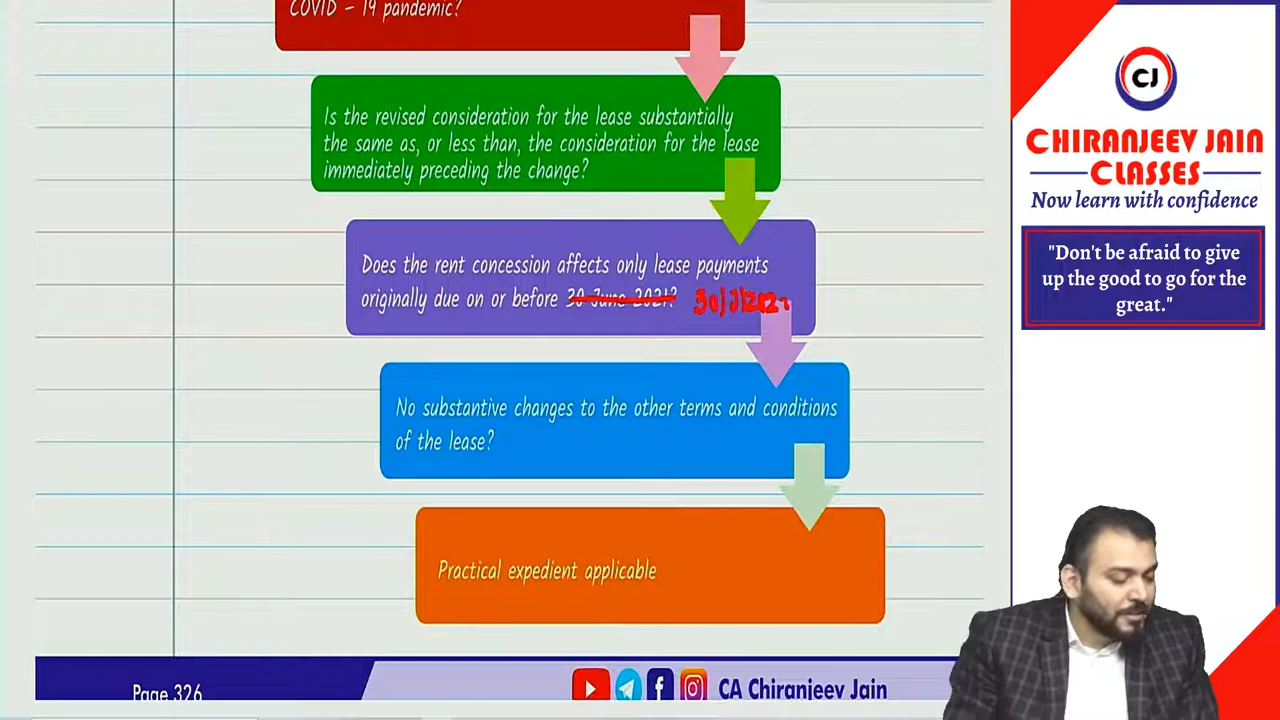 COVID – 19 pandemic?
Is the revised consideration for the lease substantially
the same as, or less than, the consideration for the lease
immediately preceding the change?
Does the rent concession affects only lease payments
originally due on or before 30 June 2021?
No substantive changes to the other terms and conditions
of the lease?
Practical expedient applicable
Page 326
CA Chiranjeev Jain
CJ
CHIRANJEEV JAIN
CLASSES
Now learn with confidence
"Don't be afraid to give
up the good to go for the
great."